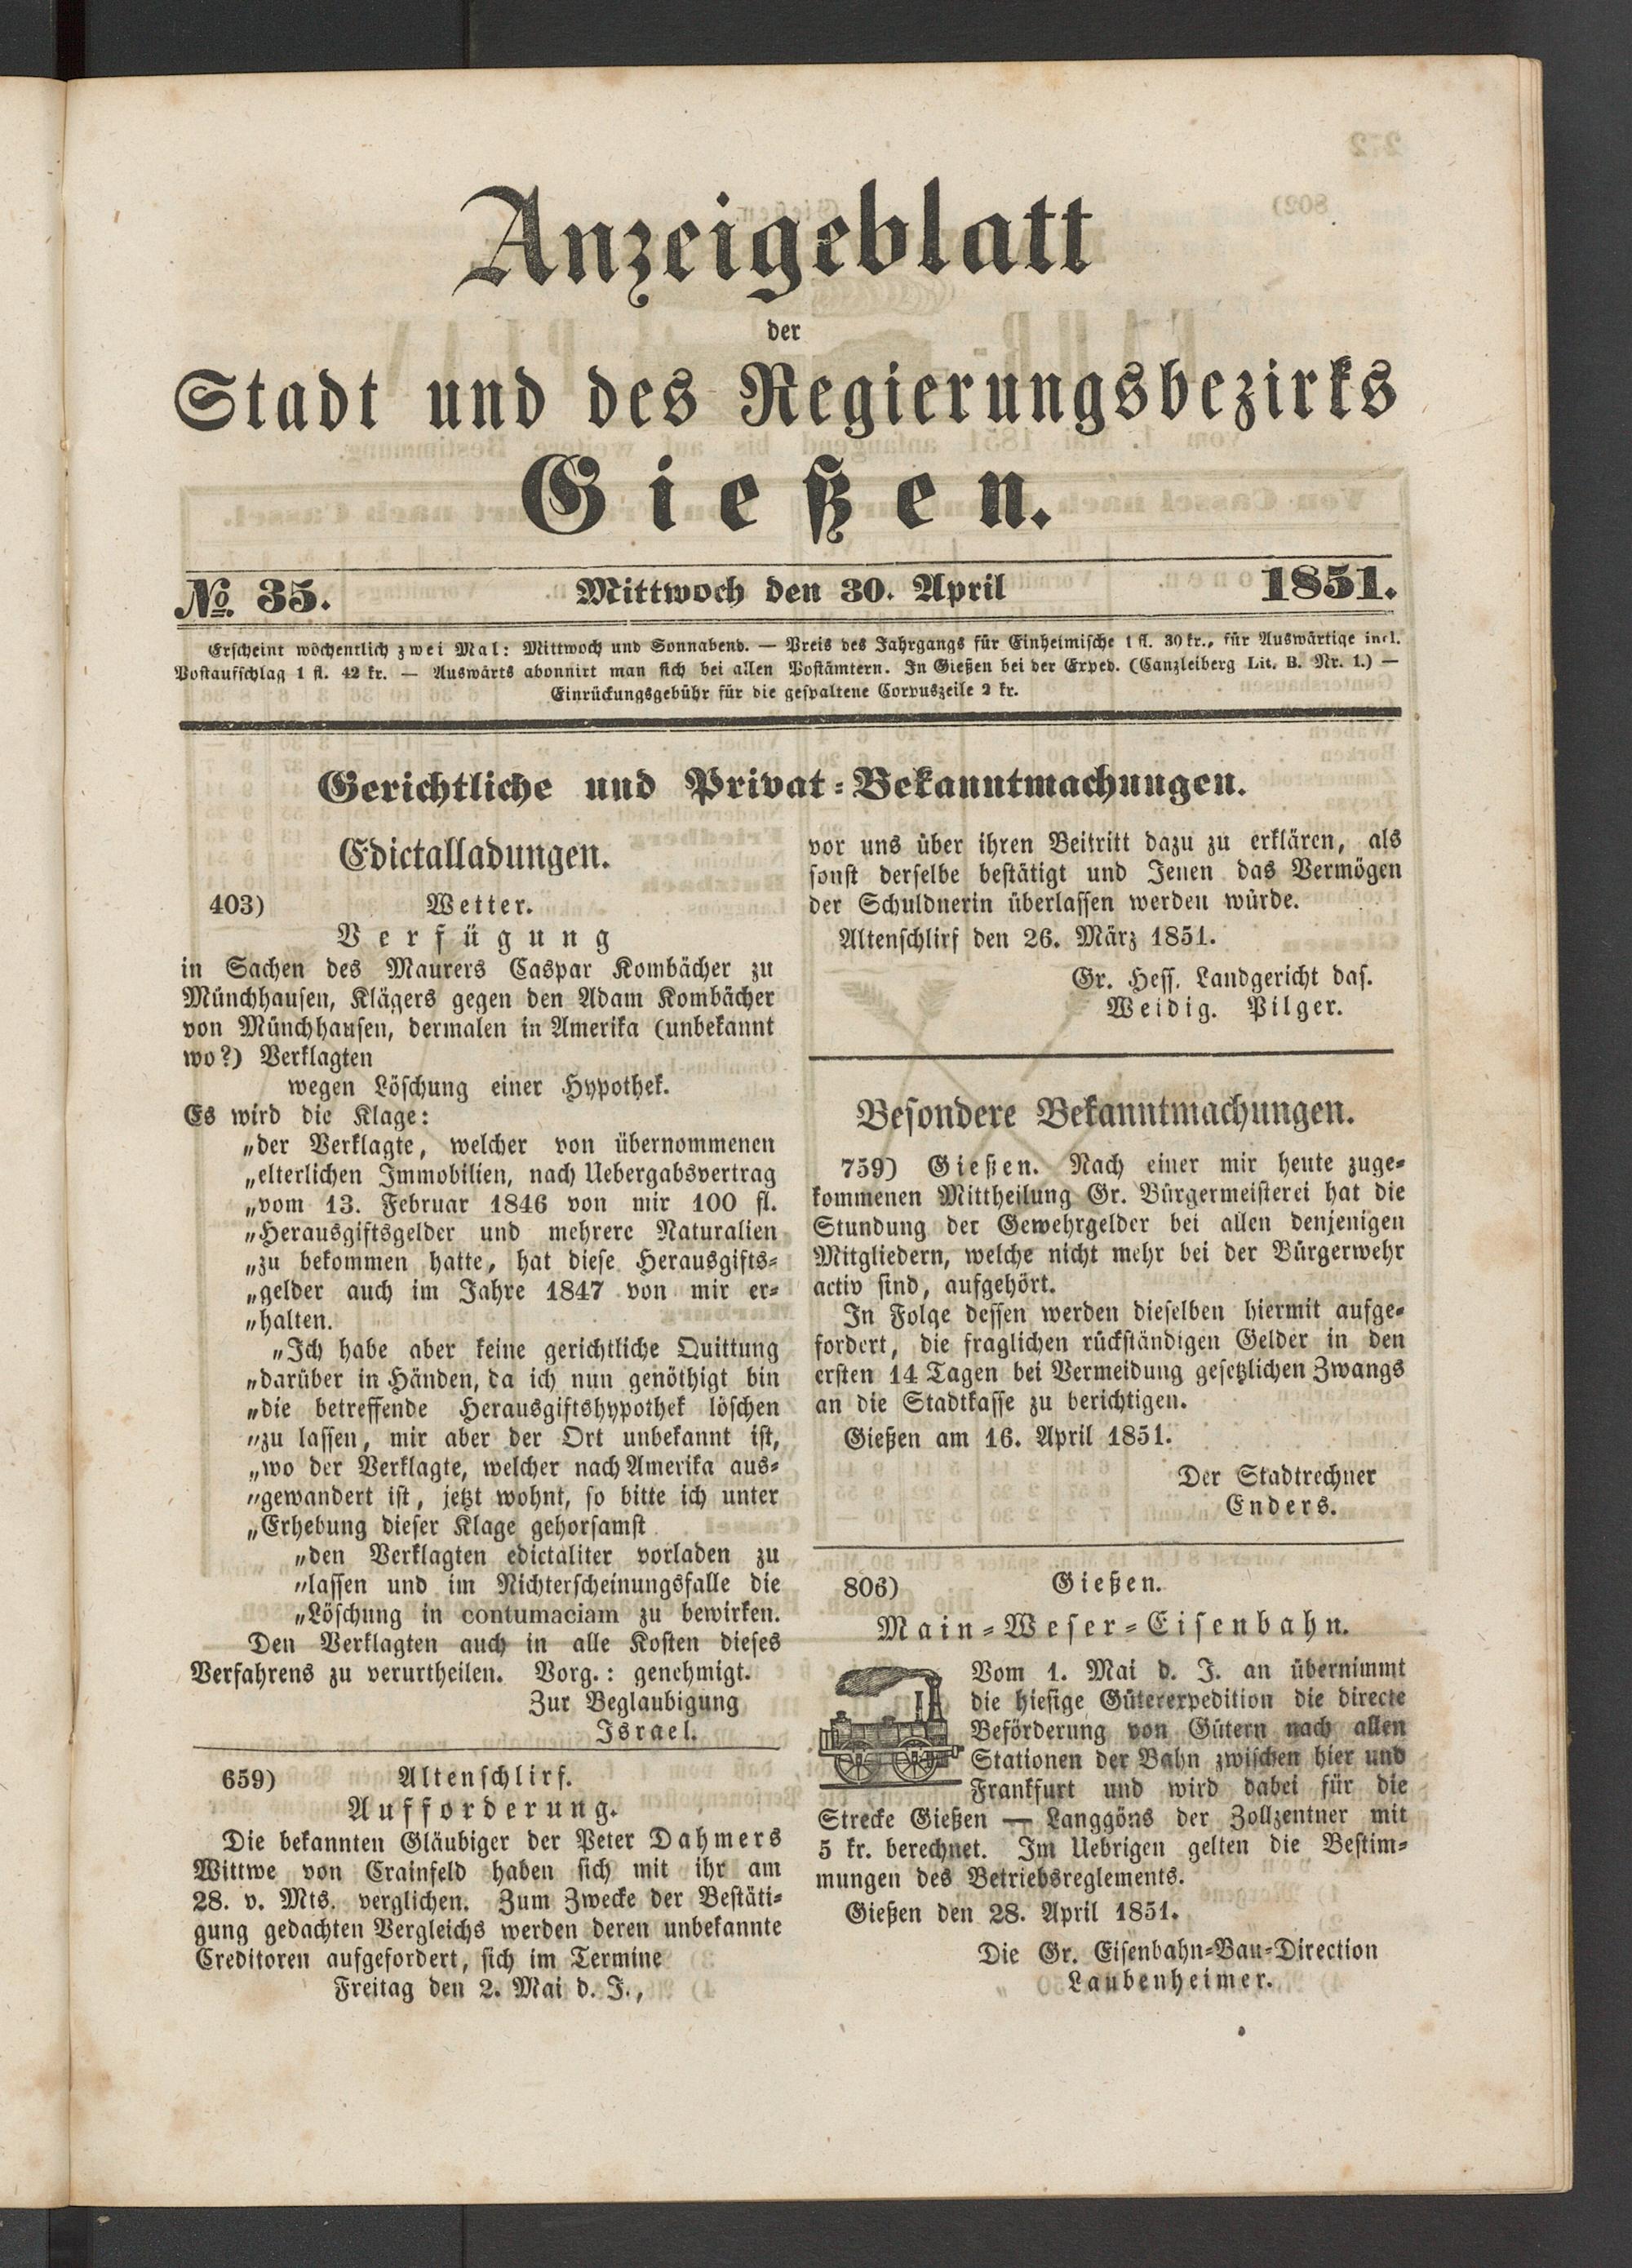 Anzeigeblatt
der
Stadt und des Regierungsbezirks
Gießen.
№ 35. Mittwoch den 30. April 1851.
Erscheint wöchentlich zwei Mal: Mittwoch und Sonnabend. — Preis des Jahrgangs für Einheimische 1 fl. 30 kr., für Auswärtige incl.
Postaufschlag 1 fl. 42 kr. — Auswärts abonnirt man sich bei allen Postämtern. In Gießen bei der Exped. (Canzleiberg Lit. B. Nr. 1.) —
Einrückungsgebühr für die gespaltene Corpuszeile 2 kr.
Gerichtliche und Privat-Bekanntmachungen.
Edictalladungen.
403) Wetter.
Verfügung
in Sachen des Maurers Caspar Kombächer zu
Münchhausen, Klägers gegen den Adam Kombächer
von Münchhausen, dermalen in Amerika (unbekannt
wo?) Verklagten
wegen Löschung einer Hypothek.
Es wird die Klage:
„der Verklagte, welcher von übernommenen
„elterlichen Immobilien, nach Uebergabsvertrag
„vom 13. Februar 1846 von mir 100 fl.
„Herausgiftsgelder und mehrere Naturalien
„zu bekommen hatte, hat diese Herausgifts-
„gelder auch im Jahre 1847 von mir er-
„halten.
„Ich habe aber keine gerichtliche Quittung
„darüber in Händen, da ich nun genöthigt bin
„die betreffende Herausgiftshypothek löschen
„zu lassen, mir aber der Ort unbekannt ist,
„wo der Verklagte, welcher nach Amerika aus-
„gewandert ist, jetzt wohnt, so bitte ich unter
„Erhebung dieser Klage gehorsamst
„den Verklagten edictaliter vorladen zu
„lassen und im Nichterscheinungsfalle die
„Löschung in contumaciam zu bewirken.
Den Verklagten auch in alle Kosten dieses
Verfahrens zu verurtheilen. Vorg.: genehmigt.
Zur Beglaubigung
Israel.
659) Altenschlirf.
Aufforderung.
Die bekannten Gläubiger der Peter Dahmers
Wittwe von Crainfeld haben sich mit ihr am
28. v. Mts. verglichen. Zum Zwecke der Bestäti-
gung gedachten Vergleichs werden deren unbekannte
Creditoren aufgefordert, sich im Termine
Freitag den 2. Mai d. J.,
vor uns über ihren Beitritt dazu zu erklären, als
sonst derselbe bestätigt und Jenen das Vermögen
der Schuldnerin überlassen werden würde.
Altenschlirf den 26. März 1851.
Gr. Hess. Landgericht das.
Weidig. Pilger.
Besondere Bekanntmachungen.
759) Gießen. Nach einer mir heute zuge-
kommenen Mittheilung Gr. Bürgermeisterei hat die
Stundung der Gewehrgelder bei allen denjenigen
Mitgliedern, welche nicht mehr bei der Bürgerwehr
activ sind, aufgehört.
In Folge dessen werden dieselben hiermit aufge-
fordert, die fraglichen rückständigen Gelder in den
ersten 14 Tagen bei Vermeidung gesetzlichen Zwangs
an die Stadtkasse zu berichtigen.
Gießen am 16. April 1851.
Der Stadtrechner
Enders.
806) Gießen.
Main-Weser-Eisenbahn.
Vom 1. Mai d. J. an übernimmt
die hiesige Güterexpedition die directe
Beförderung von Gütern nach allen
Stationen der Bahn zwischen hier und
Frankfurt und wird dabei für die
Strecke Gießen — Langgöns der Zollzentner mit
5 kr. berechnet. Im Uebrigen gelten die Bestim-
mungen des Betriebsreglements.
Gießen den 28. April 1851.
Die Gr. Eisenbahn-Bau-Direction
Laubenheimer.